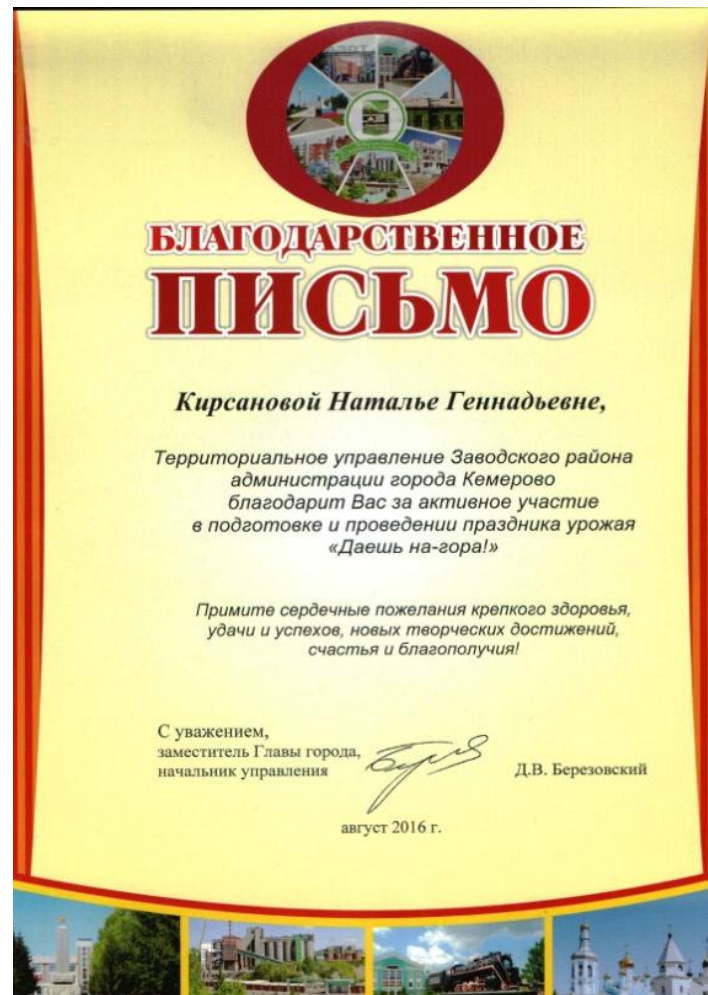 БЛАГОДАРСТВЕННОЕ
ПИСЬМО
Кирсановой Наталье Геннадьевне,
Территориальное управление Заводского района
администрации города Кемерово
благодарит Вас за активное участие
в подготовке и проведении праздника урожая
«Даешь на-гора!»
Примите сердечные пожелания крепкого здоровья,
удачи и успехов, новых творческих достижений,
счастья и благополучия!
С уважением,
заместитель Главы города,
начальник управления
Д.В. Березовский
август 2016 г.